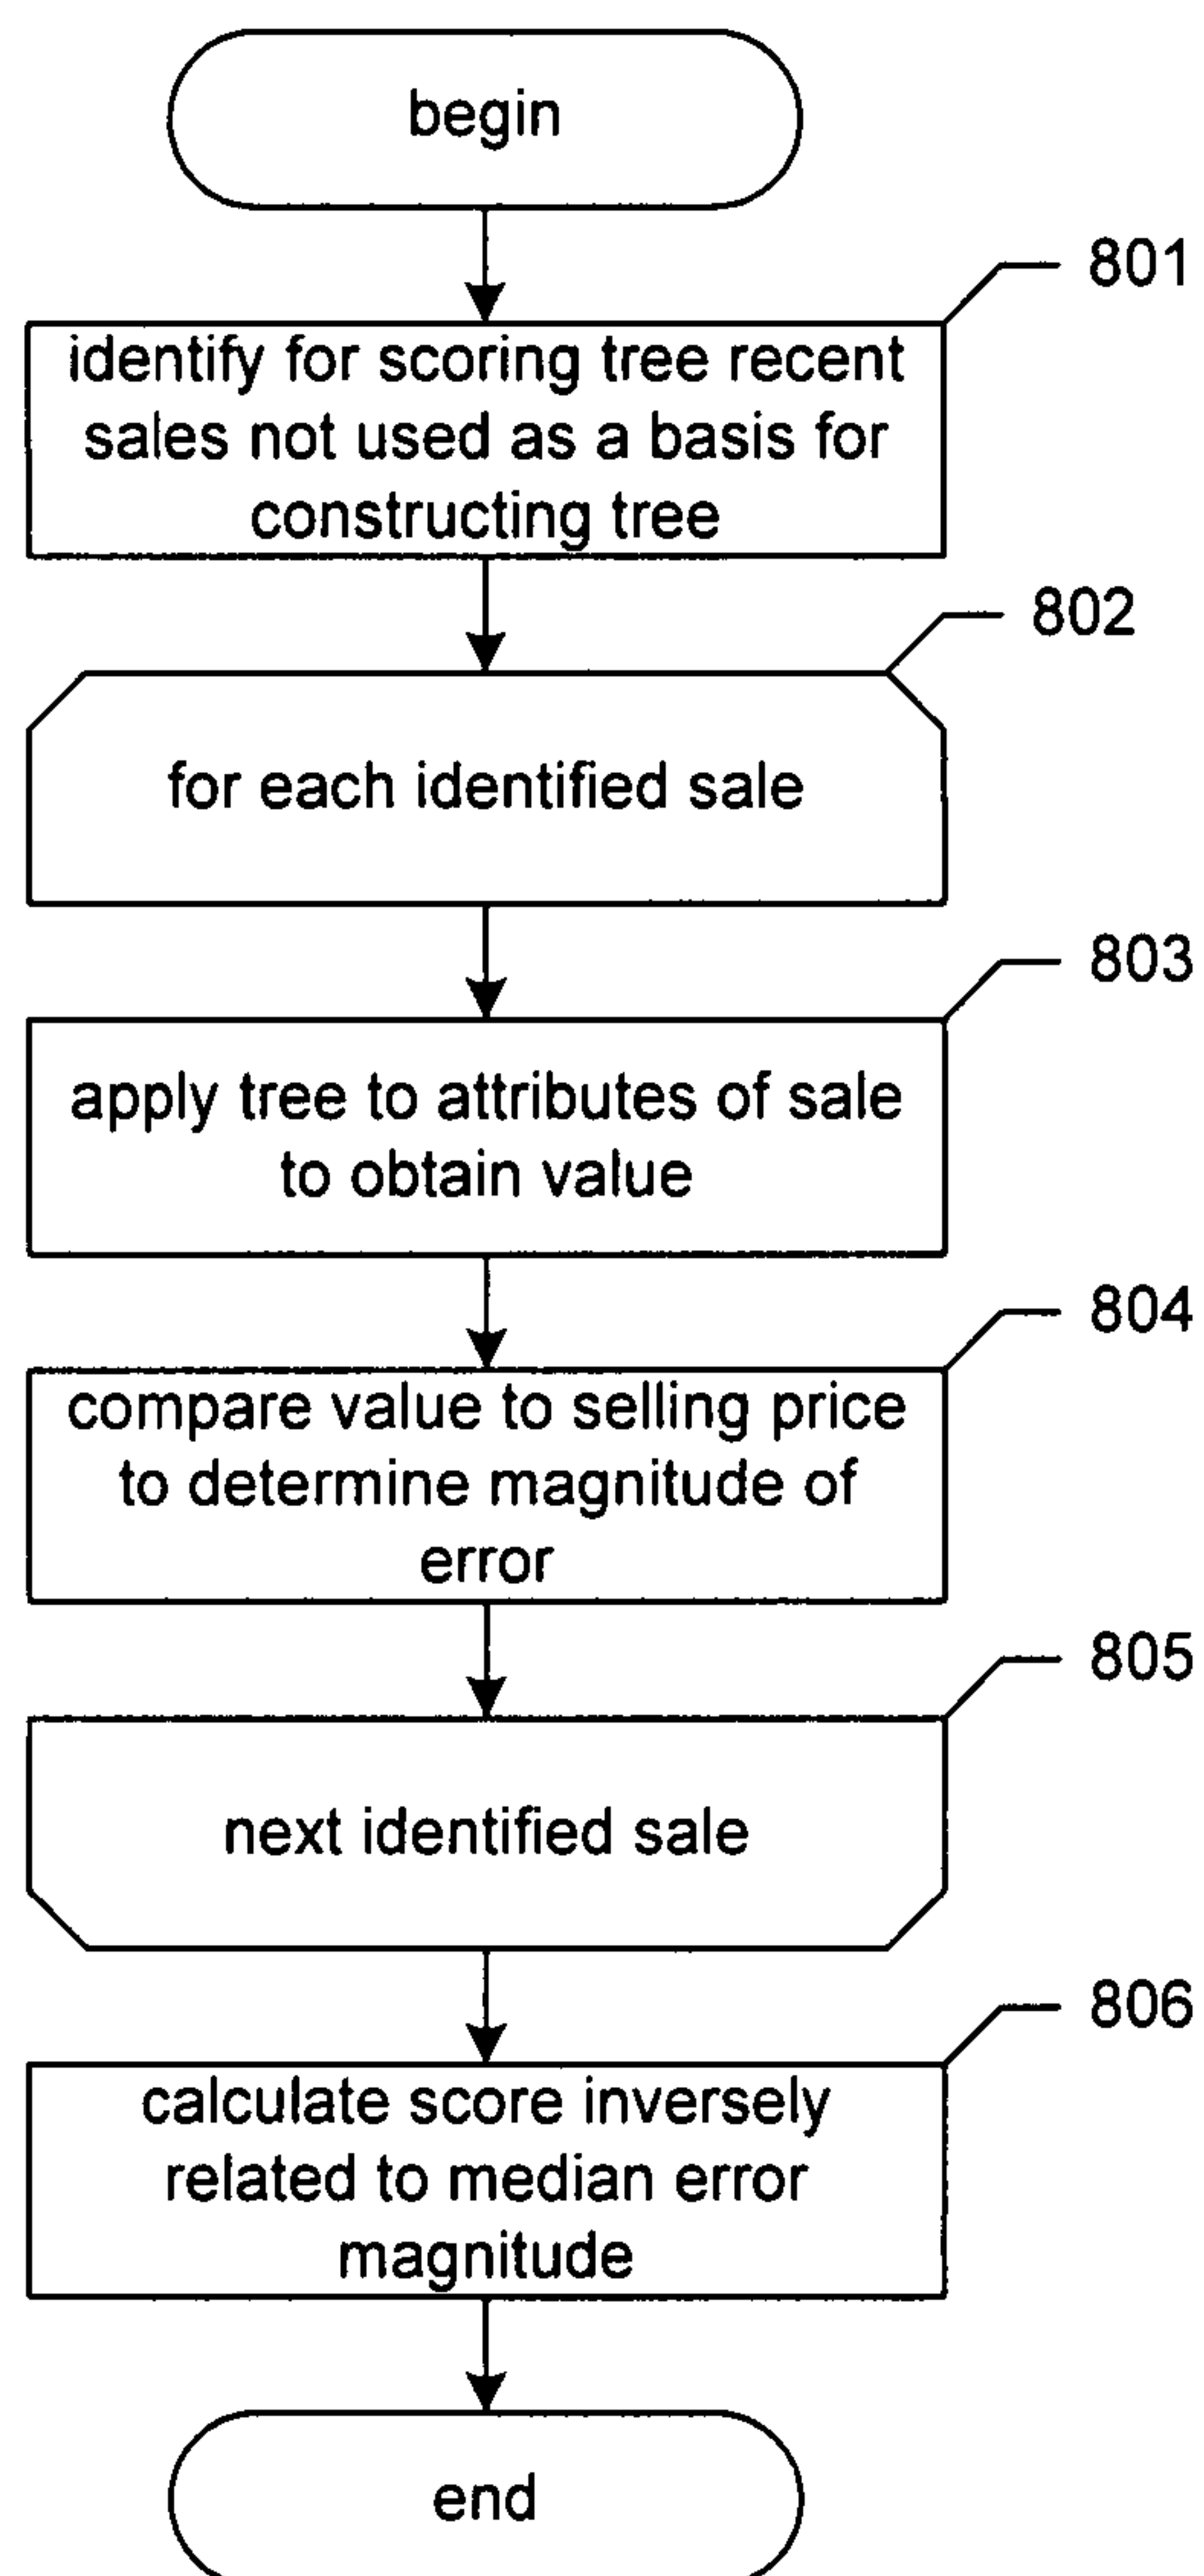 begin
801
identify for scoring tree recent
sales not used as a basis for
constructing tree
802
for each identified sale
803
apply tree to attributes of sale
to obtain value
804
compare value to selling price
to determine magnitude of
error
805
next identified sale
806
calculate score inversely
related to median error
magnitude
end